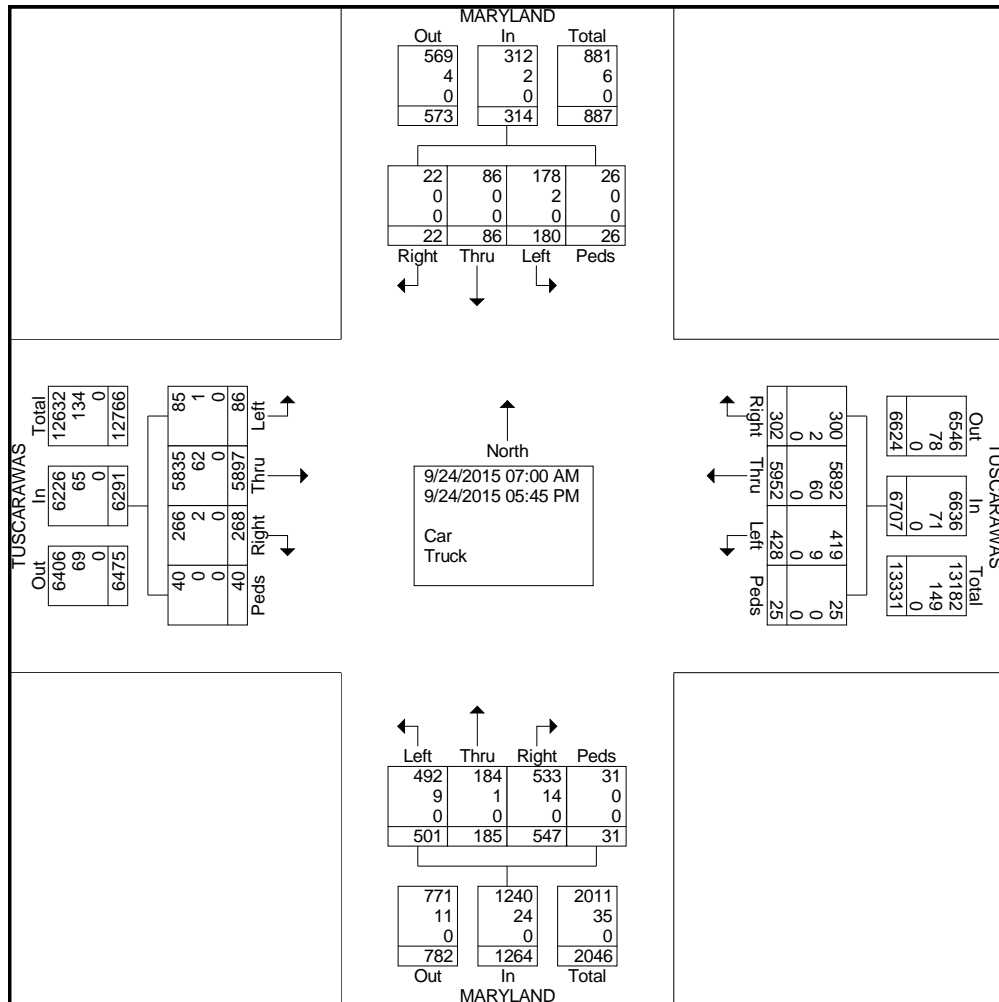 MARYLAND
Out In Total
569 312 881
4 2 6
0 0 0
573 314 887
22 86 178 26
0 0 2 0
0 0 0 0
22 86 180 26
Right Thru Left Peds
TUSCARAWAS
Total
12632
134
0
12766
In
6226
65
0
6291
Out
6406
69
0
6475
85
1
0
86
Left
5835
62
0
5897
Thru
266
2
0
268
Right
40
0
0
40
Peds
North
9/24/2015 07:00 AM
9/24/2015 05:45 PM
Car
Truck
Right
302
0
2
300
Thru
5952
0
60
5892
Left
428
0
9
419
Peds
25
0
0
25
Out
6546
78
0
6624
In
6636
71
0
6707
Total
13182
149
0
13331
TUSCARAWAS
Left Thru Right Peds
492 184 533 31
9 1 14 0
0 0 0 0
501 185 547 31
771 1240 2011
11 24 35
0 0 0
782 1264 2046
Out In Total
MARYLAND